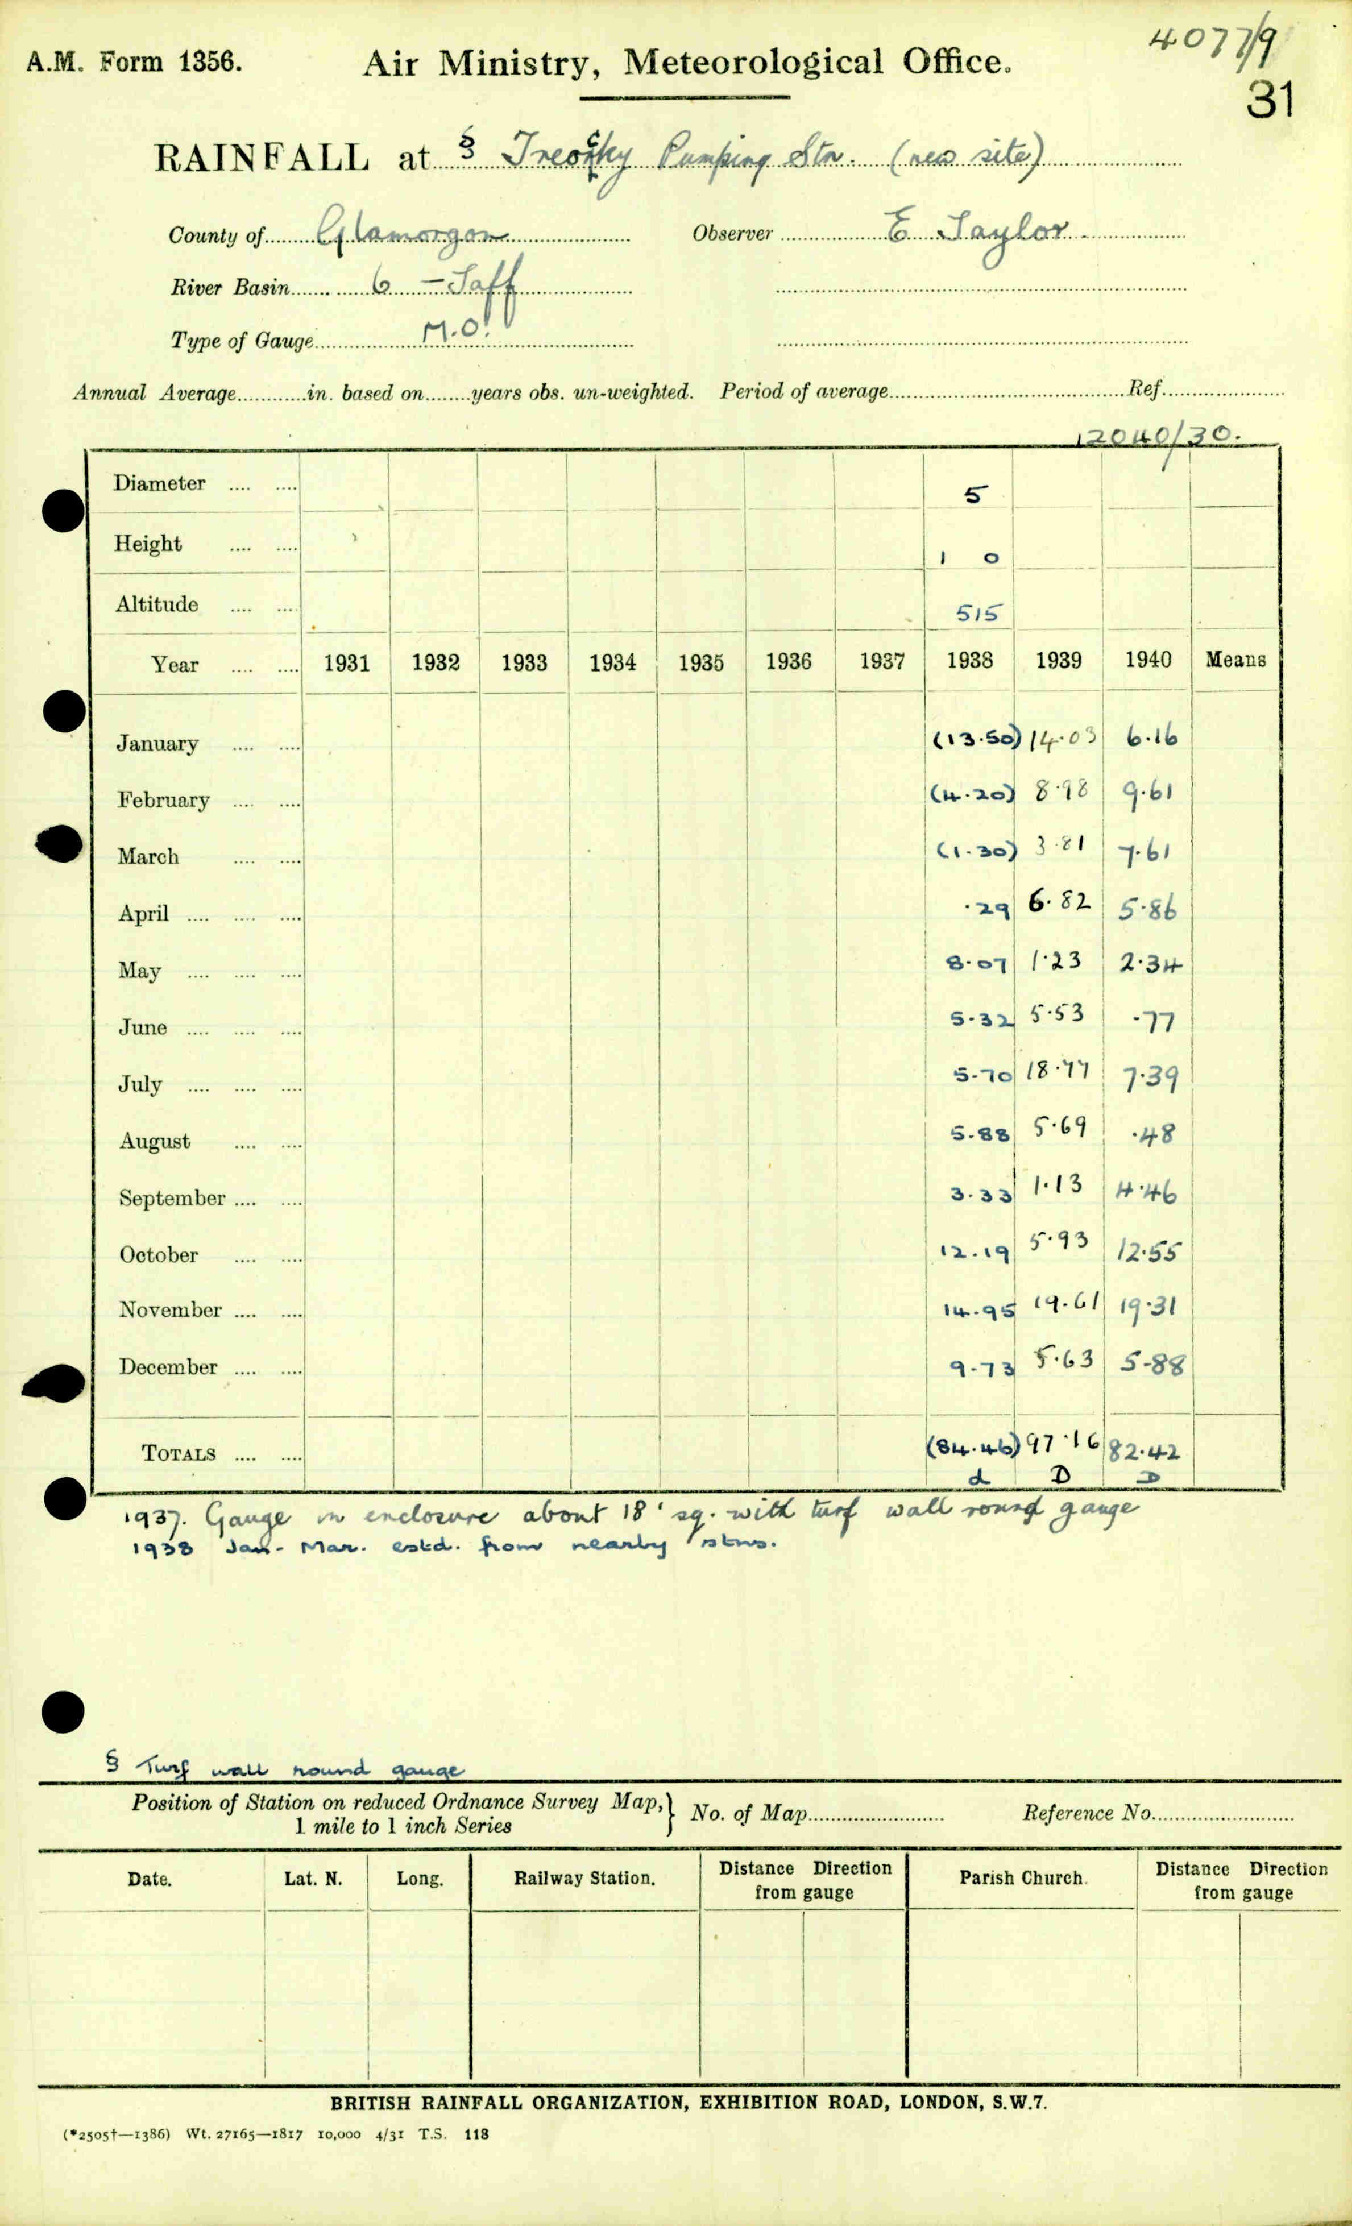 4077/9
A.M. Form 1356. Air Ministry, Meteorological Office.
31
RAINFALL at § Treorcky Pumping Stn. (new site)
County of Glamorgan Observer E Taylor
River Basin 6 – Taff
Type of Gauge M.O.
Annual Average in. based on years obs. un-weighted. Period of average Ref.
12040/30.
Diameter .... .... 5
Height .... .... 1 0
Altitude .... .... 515
Year .... .... 1931 1932 1933 1934 1935 1936 1937 1938 1939 1940 Means
January .... .... (13.50) 14.03 6.16
February .... .... (4.20) 8.98 9.61
March .... .... (1.30) 3.81 7.61
April .... .... .... .29 6.82 5.86
May .... .... .... 8.07 1.23 2.34
June .... .... .... 5.32 5.53 .77
July .... .... .... 5.70 18.77 7.39
August .... .... 5.88 5.69 .48
September .... .... 3.33 1.13 4.46
October .... .... 12.19 5.93 12.55
November .... .... 14.95 19.61 19.31
December .... .... 9.73 5.63 5.88
TOTALS .... .... (84.46) 97.16 82.42
d D D
1937. Gauge in enclosure about 18' sq. with turf wall round gauge
1938 Jan- Mar. estd. from nearby stns.
§ Turf wall round gauge
Position of Station on reduced Ordnance Survey Map, } No. of Map Reference No.
1 mile to 1 inch Series
Date. Lat. N. Long. Railway Station. Distance Direction from gauge Parish Church. Distance Direction from gauge
BRITISH RAINFALL ORGANIZATION, EXHIBITION ROAD, LONDON, S.W.7.
(*2505†—1386) Wt. 27165—1817 10,000 4/31 T.S. 118